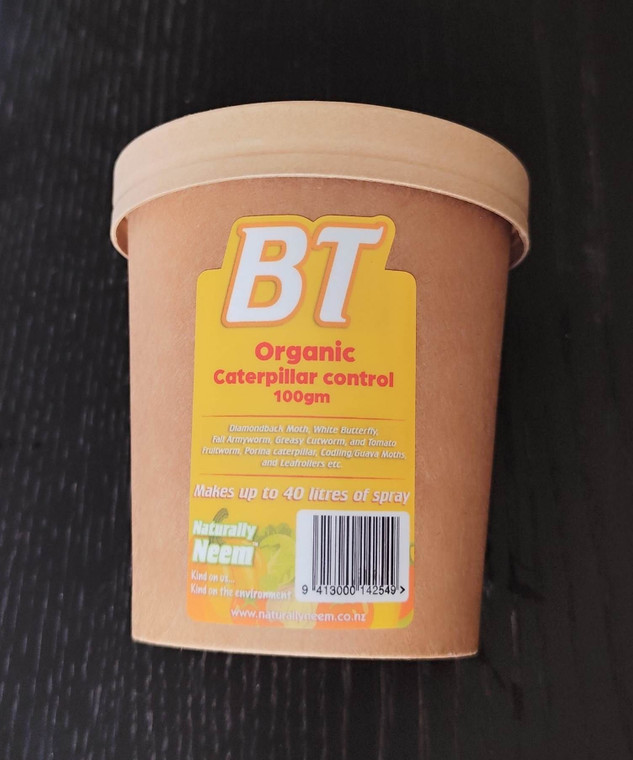 BT
Organic
Caterpillar control
100gm
Diamondback Moth, White Butterfly,
Fall Armyworm, Greasy Cutworm, and Tomato
fruitworm, Porina caterpillar, Codling/Guava Moths
and Leafrollers etc.
Makes up to 40 litres of spray
Naturally
Neem™
Kind on us...
Kind on the environment
9 413000 142549 >
www.naturallyneem.co.nz